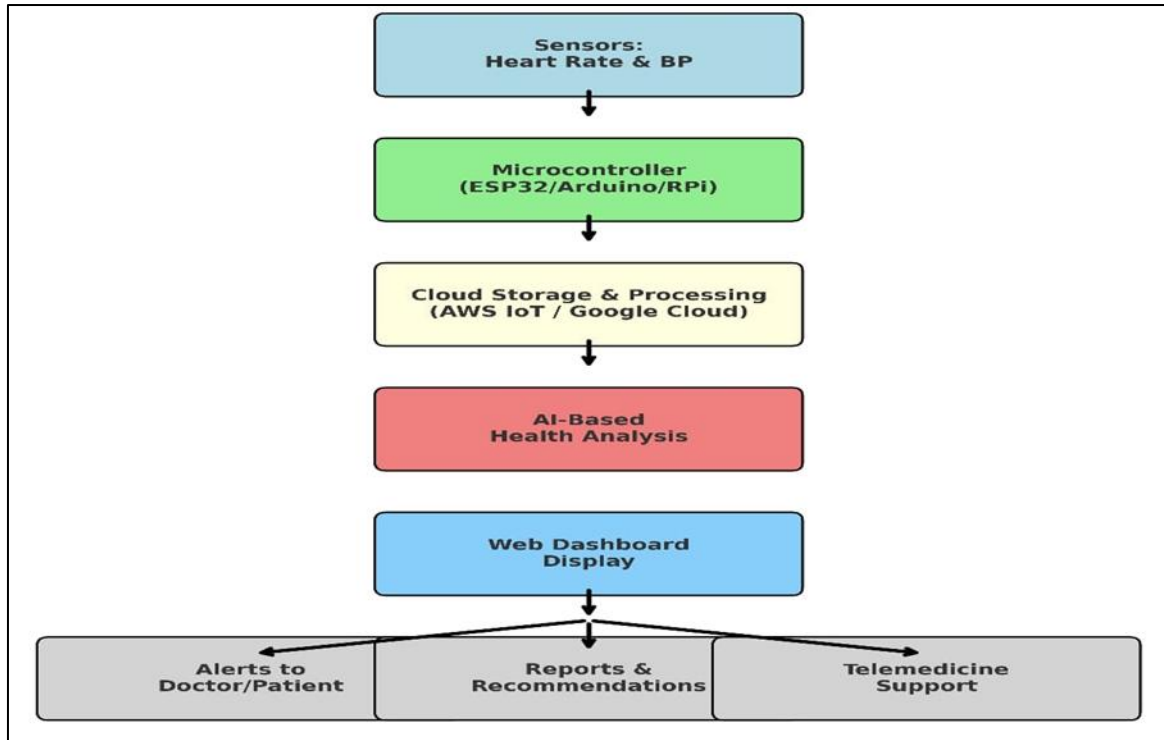 Sensors:
Heart Rate & BP
Microcontroller
(ESP32/Arduino/RPi)
Cloud Storage & Processing
(AWS IoT / Google Cloud)
AI-Based
Health Analysis
Web Dashboard
Display
Alerts to
Doctor/Patient
Reports &
Recommendations
Telemedicine
Support